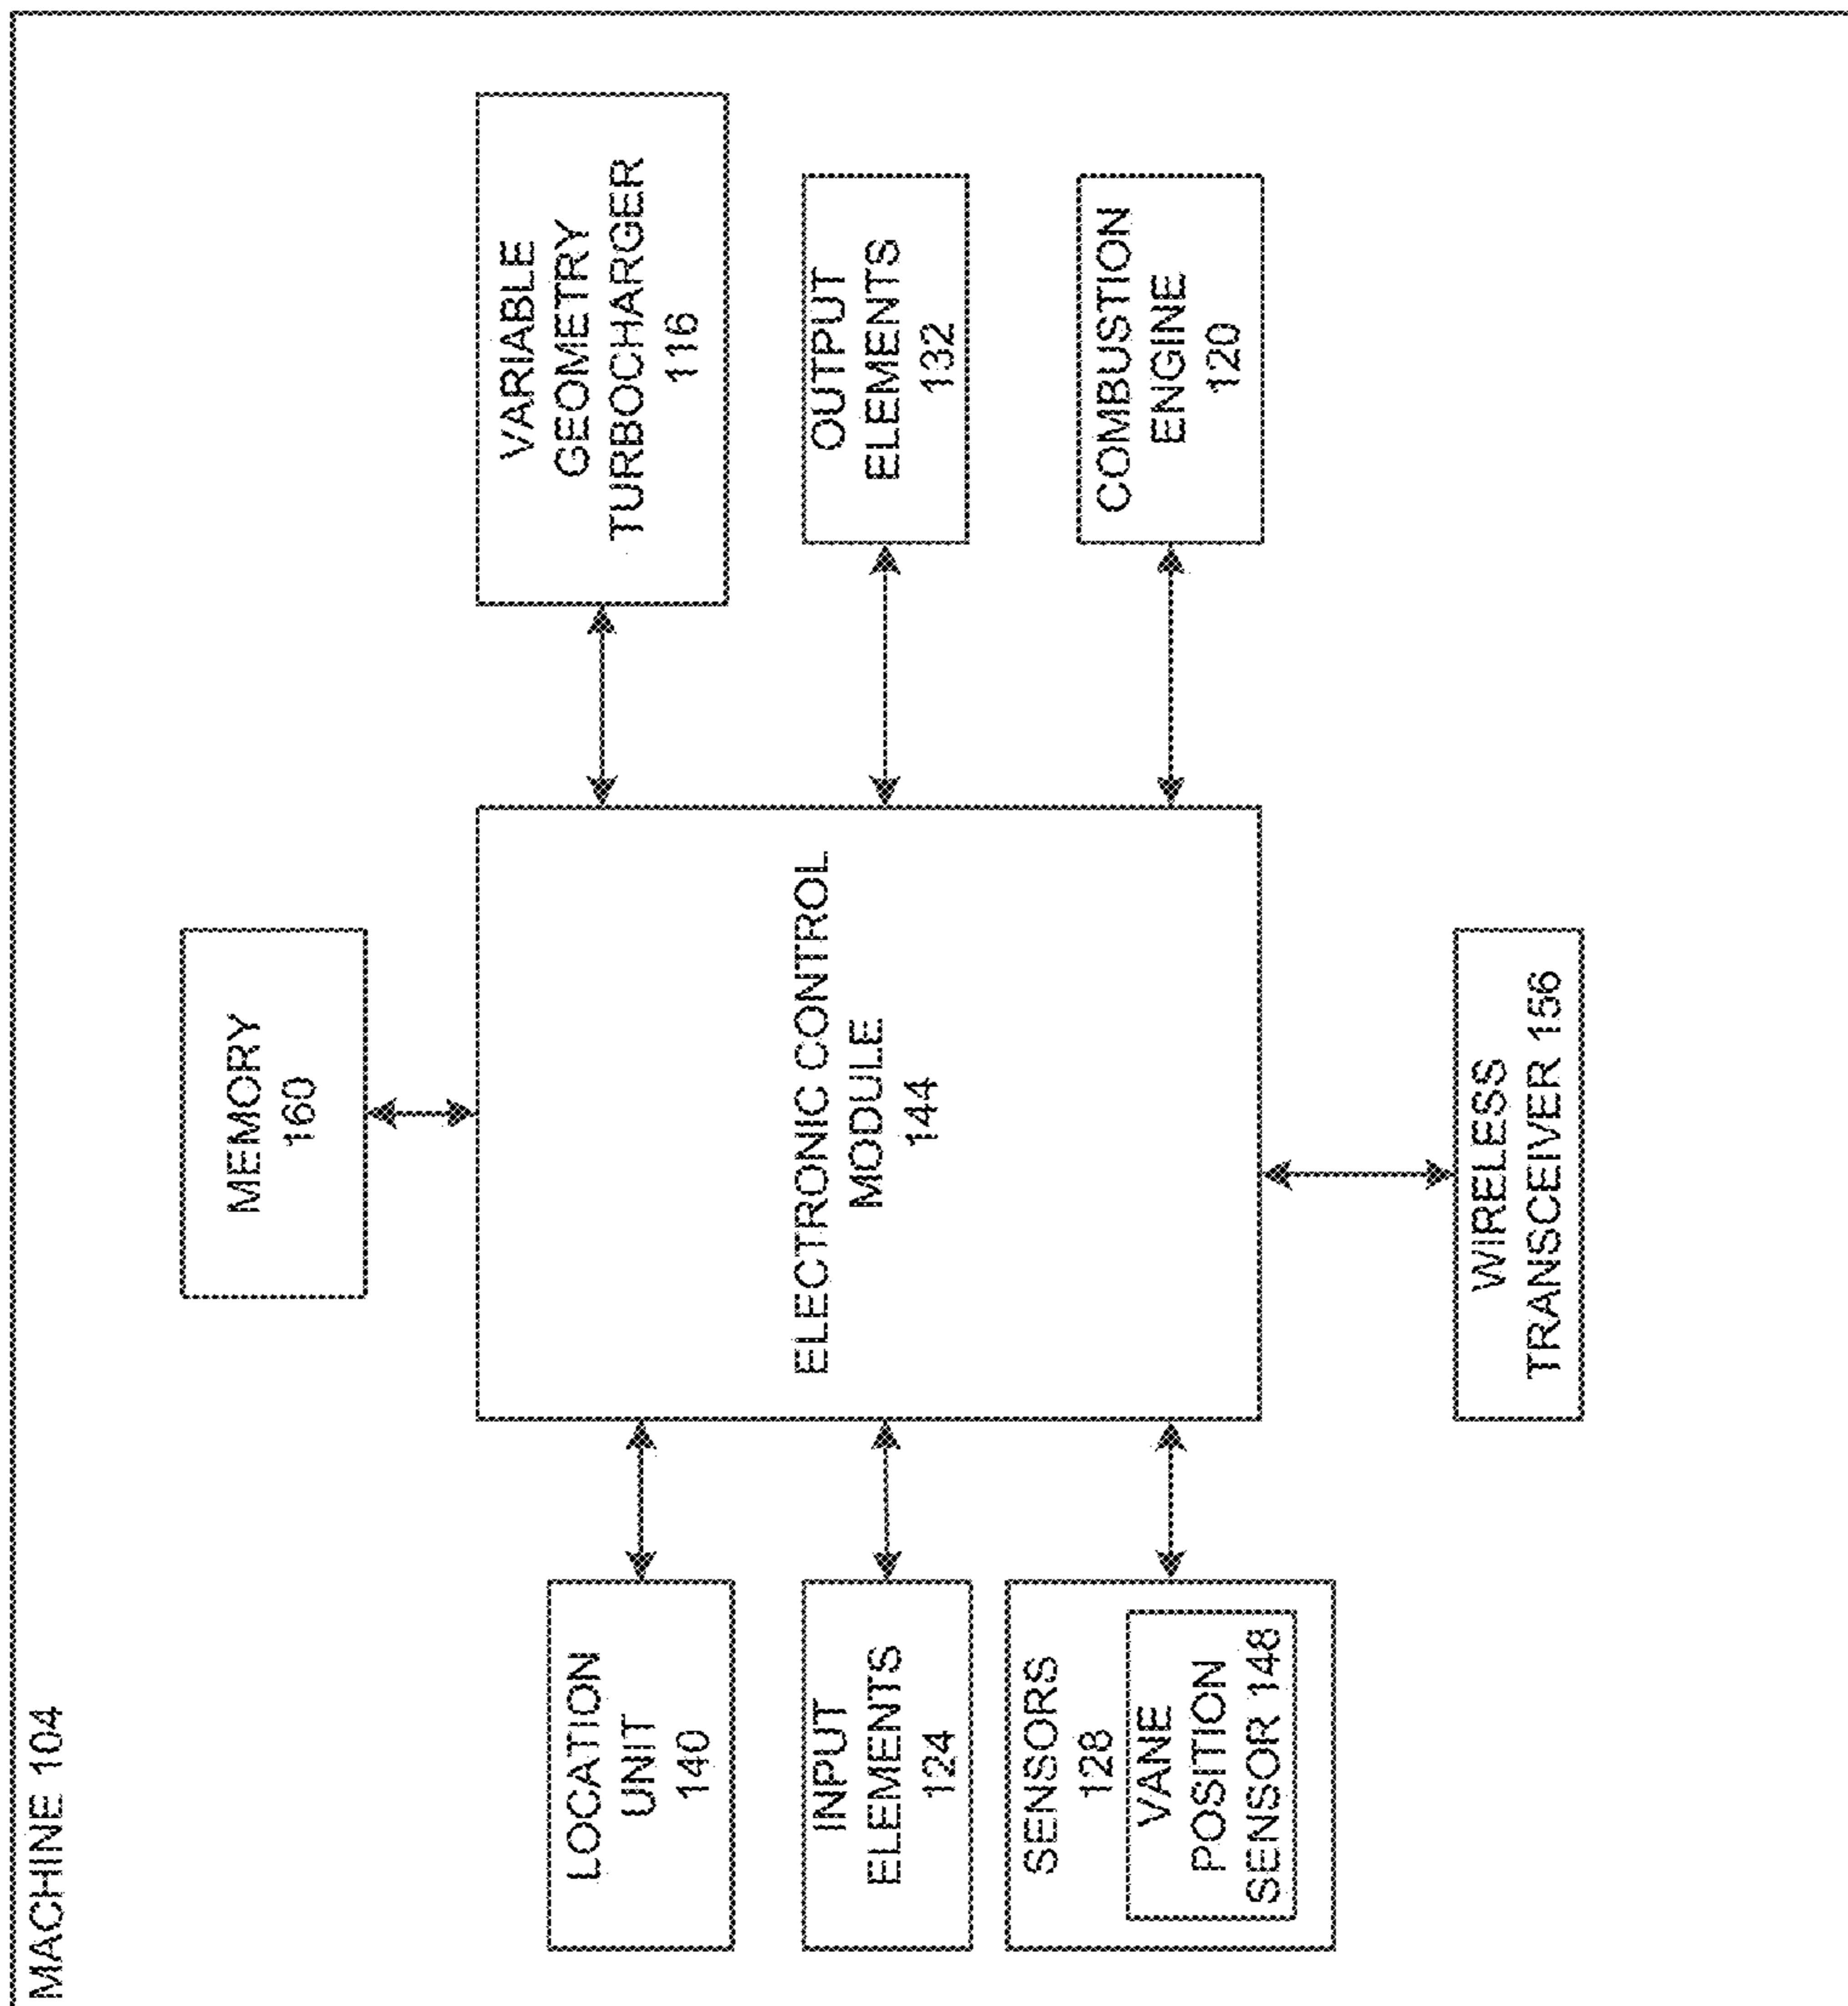 MACHINE 104
MEMORY
160
LOCATION
UNIT
140
INPUT
ELEMENTS
124
SENSORS
128
VANE
POSITION
SENSOR 148
ELECTRONIC CONTROL
MODULE
144
VARIABLE
GEOMETRY
TURBOCHARGER
116
OUTPUT
ELEMENTS
132
COMBUSTION
ENGINE
120
WIRELESS
TRANSCEIVER 156